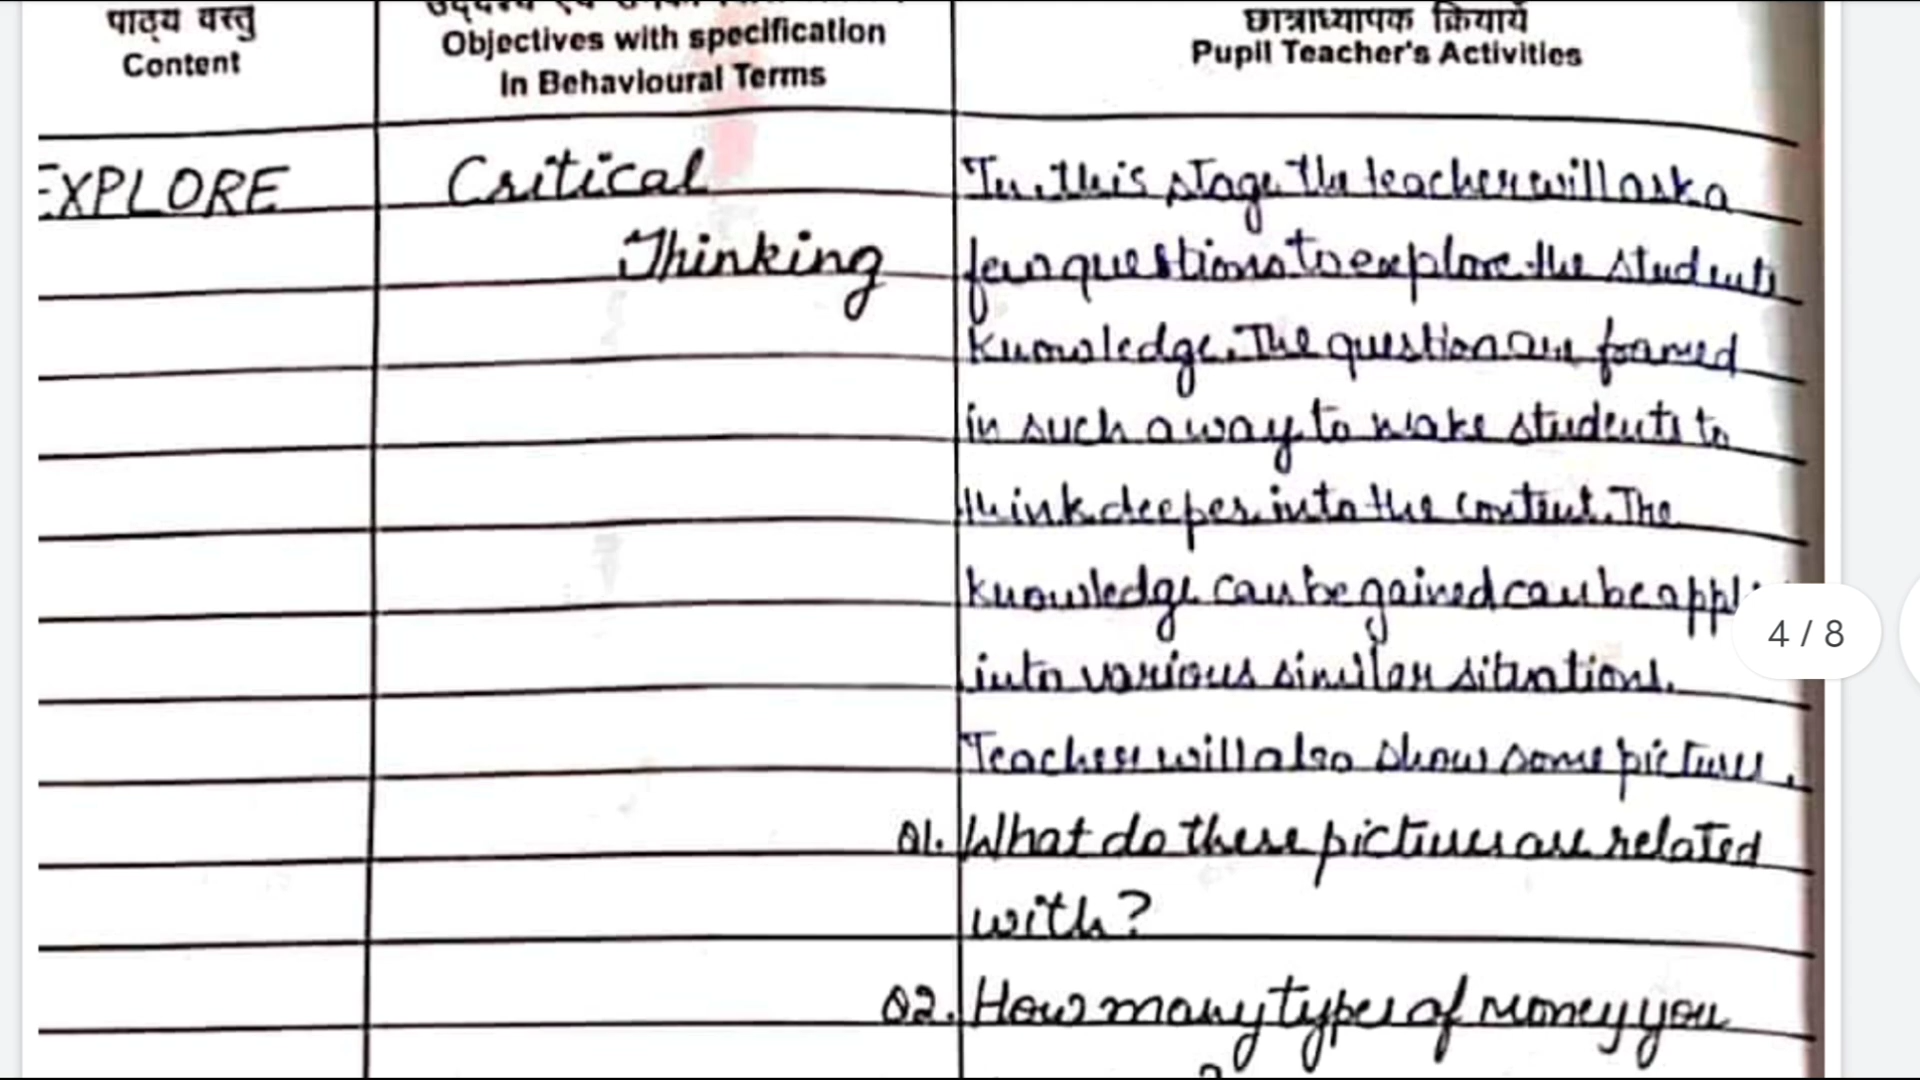 पाठ्य वस्तु
Content
Objectives with specification
In Behavioural Terms
छात्राध्यापक क्रियायें
Pupil Teacher's Activities
EXPLORE
Critical
Thinking
In this stage the teacher will ask a
few questions to explore the students
knowledge. The question are framed
in such a way to make students to
think deeper into the content. The
knowledge can be gained can be
into various similar situations.
Teacher will also show some pictures.
Q1. What do these pictures are related
with?
Q2. How many types of money you
4 / 8